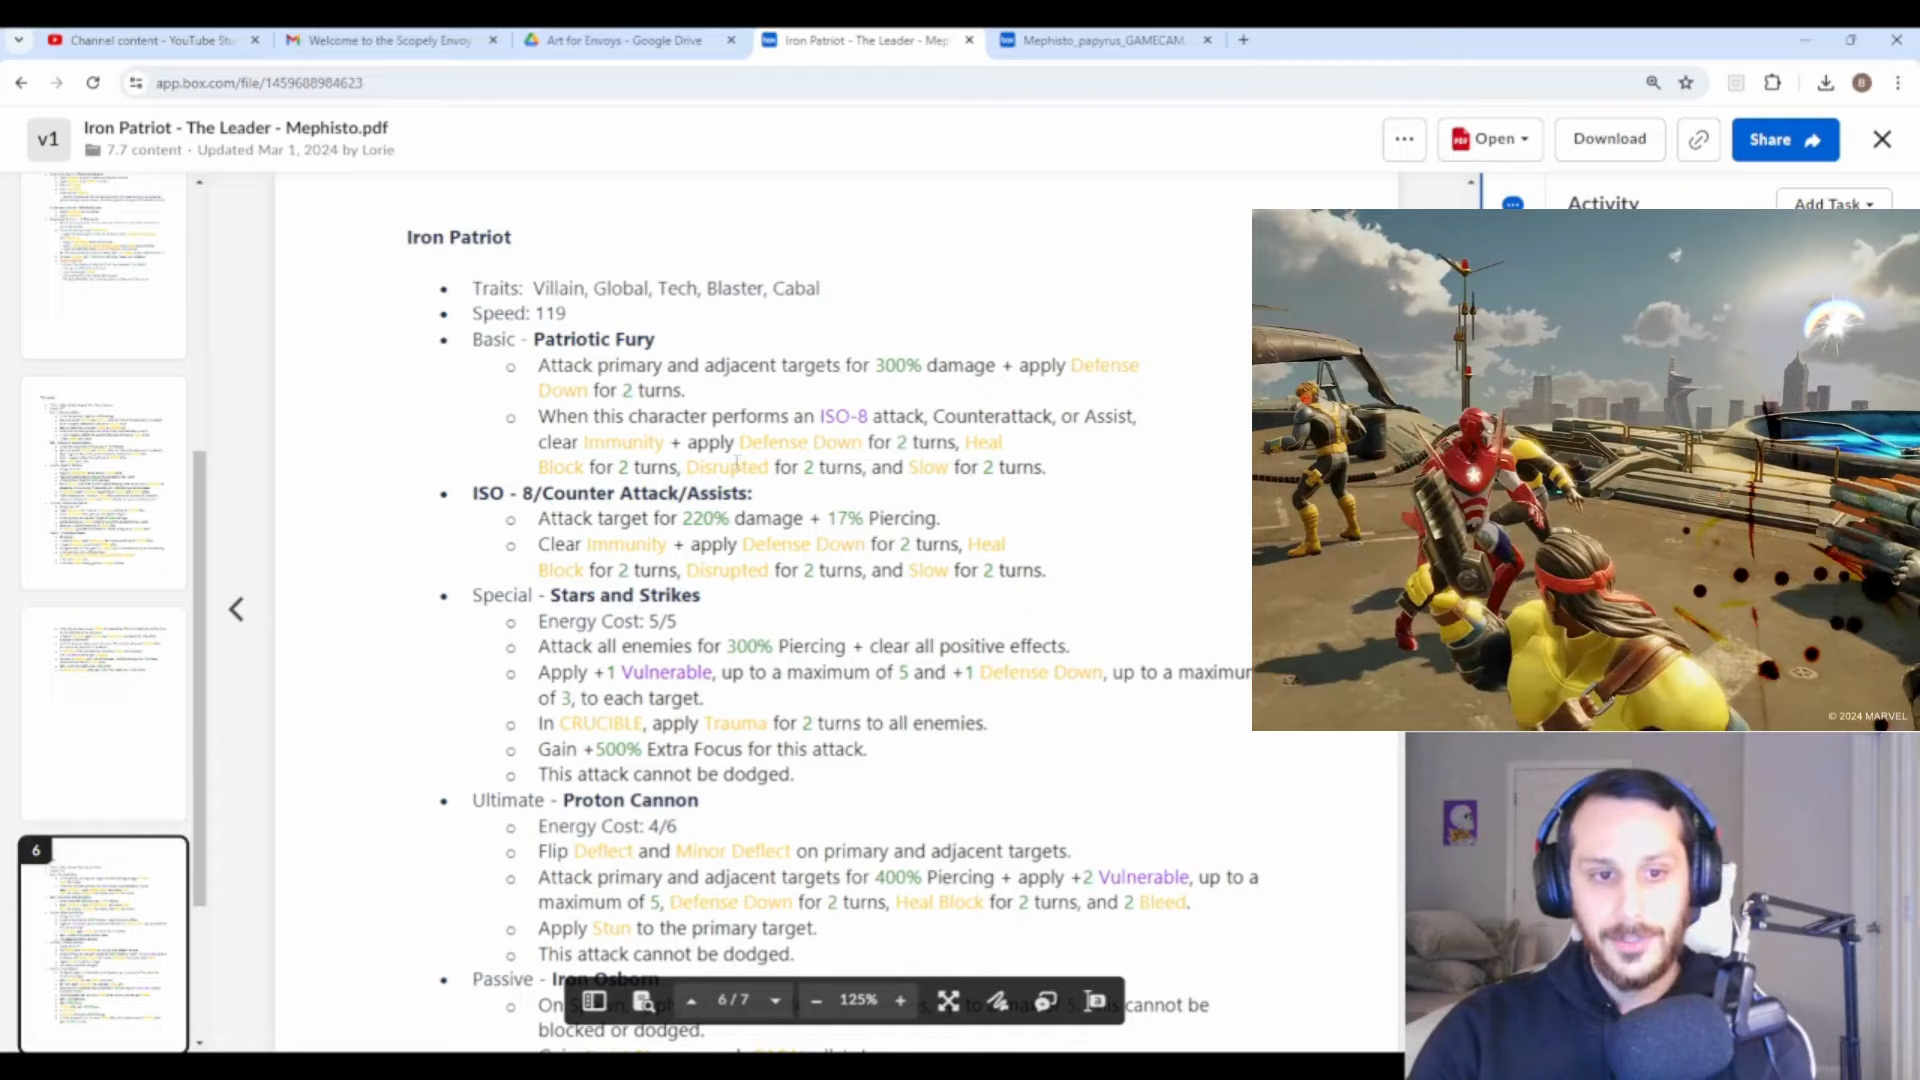 Channel content - YouTube Stu
Welcome to the Scopely Envoy
Art for Envoys - Google Drive
Iron Patriot - The Leader - Mep
Mephisto_papyrus_GAMECAM
app.box.com/file/1459688984623
v1
Iron Patriot - The Leader - Mephisto.pdf
7.7 content · Updated Mar 1, 2024 by Lorie
PDF Open
Download
Share
Activity
Add Task
Iron Patriot
Traits: Villain, Global, Tech, Blaster, Cabal
Speed: 119
Basic - Patriotic Fury
Attack primary and adjacent targets for 300% damage + apply Defense
Down for 2 turns.
When this character performs an ISO-8 attack, Counterattack, or Assist,
clear Immunity + apply Defense Down for 2 turns, Heal
Block for 2 turns, Disrupted for 2 turns, and Slow for 2 turns.
ISO - 8/Counter Attack/Assists:
Attack target for 220% damage + 17% Piercing.
Clear Immunity + apply Defense Down for 2 turns, Heal
Block for 2 turns, Disrupted for 2 turns, and Slow for 2 turns.
Special - Stars and Strikes
Energy Cost: 5/5
Attack all enemies for 300% Piercing + clear all positive effects.
Apply +1 Vulnerable, up to a maximum of 5 and +1 Defense Down, up to a maximum
of 3, to each target.
In CRUCIBLE, apply Trauma for 2 turns to all enemies.
Gain +500% Extra Focus for this attack.
This attack cannot be dodged.
Ultimate - Proton Cannon
Energy Cost: 4/6
Flip Deflect and Minor Deflect on primary and adjacent targets.
Attack primary and adjacent targets for 400% Piercing + apply +2 Vulnerable, up to a
maximum of 5, Defense Down for 2 turns, Heal Block for 2 turns, and 2 Bleed.
Apply Stun to the primary target.
This attack cannot be dodged.
Passive - Iron Osborn
On cannot be
blocked or dodged.
6
6 / 7
125%
© 2024 MARVEL
B